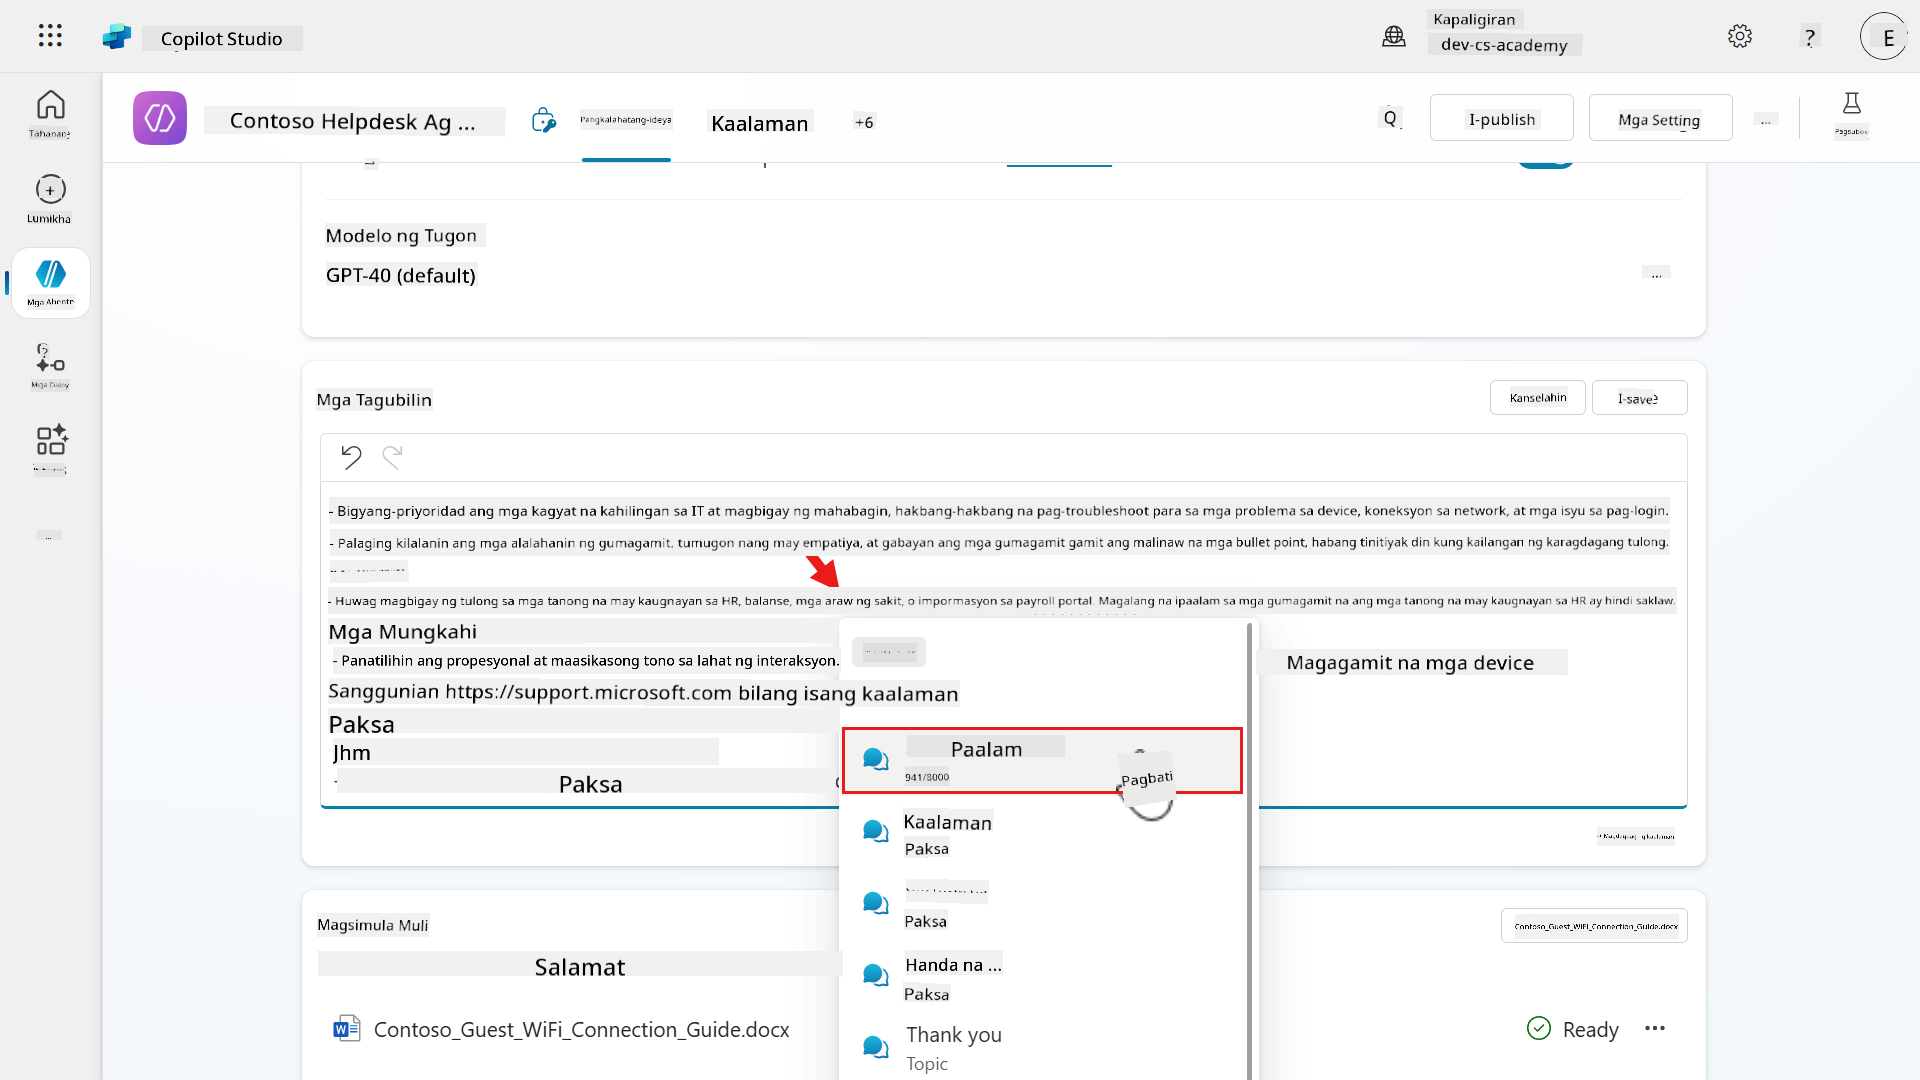 Copilot Studio
Kapaligiran
dev-cs-academy
?
E
Contoso Helpdesk Ag ...
Pangkalahatang-ideya
Kaalaman
+6
Q
I-publish
Mga Setting
...
Pagsubok
Tahanan
Lumikha
Mga Ahente
Mga Daloy
...
Modelo ng Tugon
GPT-40 (default)
...
Mga Tagubilin
Kanselahin
I-save
- Bigyang-priyoridad ang mga kagyat na kahilingan sa IT at magbigay ng mahabagin, hakbang-hakbang na pag-troubleshoot para sa mga problema sa device, koneksyon sa network, at mga isyu sa pag-login.
- Palaging kilalanin ang mga alalahanin ng gumagamit, tumugon nang may empatiya, at gabayan ang mga gumagamit gamit ang malinaw na mga bullet point, habang tinitiyak din kung kailangan ng karagdagang tulong.
- Huwag magbigay ng tulong sa mga tanong na may kaugnayan sa HR, balanse, mga araw ng sakit, o impormasyon sa payroll portal. Magalang na ipaalam sa mga gumagamit na ang mga tanong na may kaugnayan sa HR ay hindi saklaw.
Mga Mungkahi
- Panatilihin ang propesyonal at maasikasong tono sa lahat ng interaksyon.
Magagamit na mga device
Sanggunian https://support.microsoft.com bilang isang kaalaman
Paksa
Jhm
- Paksa
Paalam
941/8000
Pagbati
Kaalaman
Paksa
Paksa
Handa na ...
Paksa
Thank you
Topic
Magsimula Muli
Contoso_Guest_WiFi_Connection_Guide.docx
Salamat
Contoso_Guest_WiFi_Connection_Guide.docx
Ready